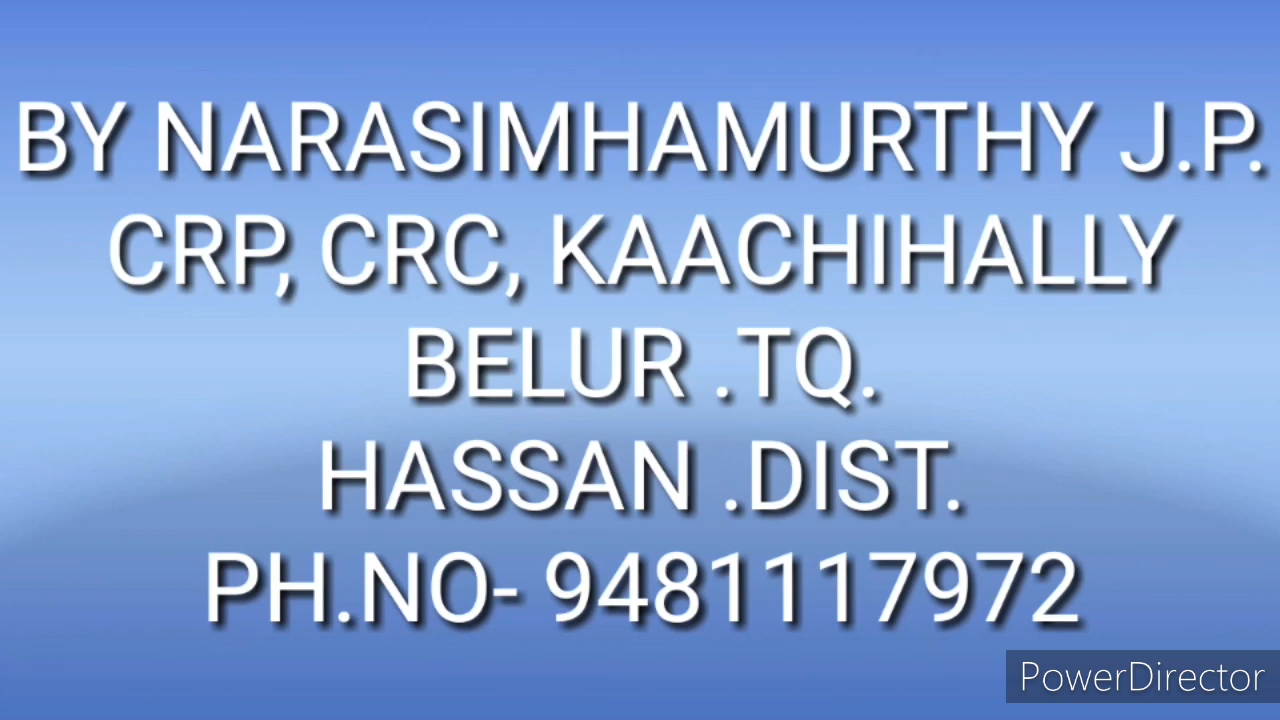 BY NARASIMHAMURTHY J.P.
CRP, CRC, KAACHIHALLY
BELUR .TQ.
HASSAN .DIST.
PH.NO- 9481117972
PowerDirector